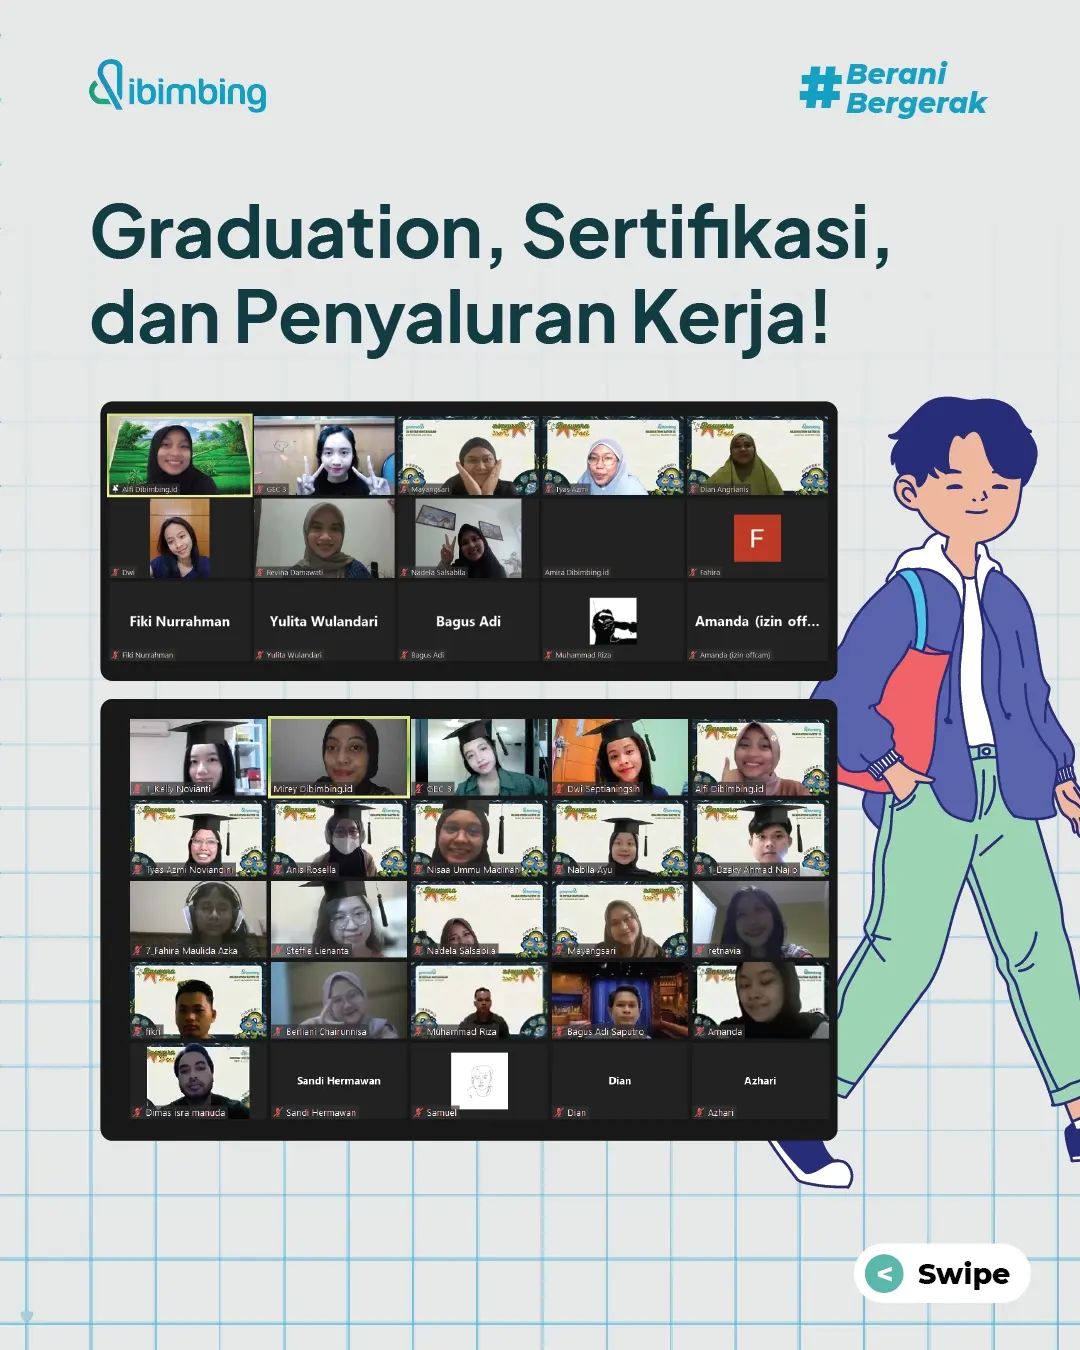 dibimbing
#Berani
Bergerak
Graduation, Sertifikasi,
dan Penyaluran Kerja!
Alfi Dibimbing.id
GEC 3
Mayangsari
Tyas Azmi
Dian Angrianis
Dwi
Revina Damawati
Nadela Salsabila
Amira Dibimbing.id
F
Fahira
Fiki Nurrahman
Yulita Wulandari
Bagus Adi
Amanda (izin off...
Fiki Nurrahman
Yulita Wulandari
Bagus Adi
Muhammad Riza
Amanda (izin offcam)
1_Kelly Novianti
Mirey Dibimbing.id
GEC 3
Dwi Septianingsih
Alfi Dibimbing.id
Tyas Azmi Noviandini
Anis Rosella
Nisaa Ummu Madinah
Nabila Ayu
1_Dzaky Ahmad Najib
7_Fahira Maulida Azka
Steffie Lienanta
Nadela Salsabila
Mayangsari
retnavia
fikri
Berliani Chairunnisa
Muhammad Riza
Bagus Adi Saputro
Amanda
Sandi Hermawan
Dian
Azhari
Dimas isra manuda
Sandi Hermawan
Samuel
Dian
Azhari
< Swipe